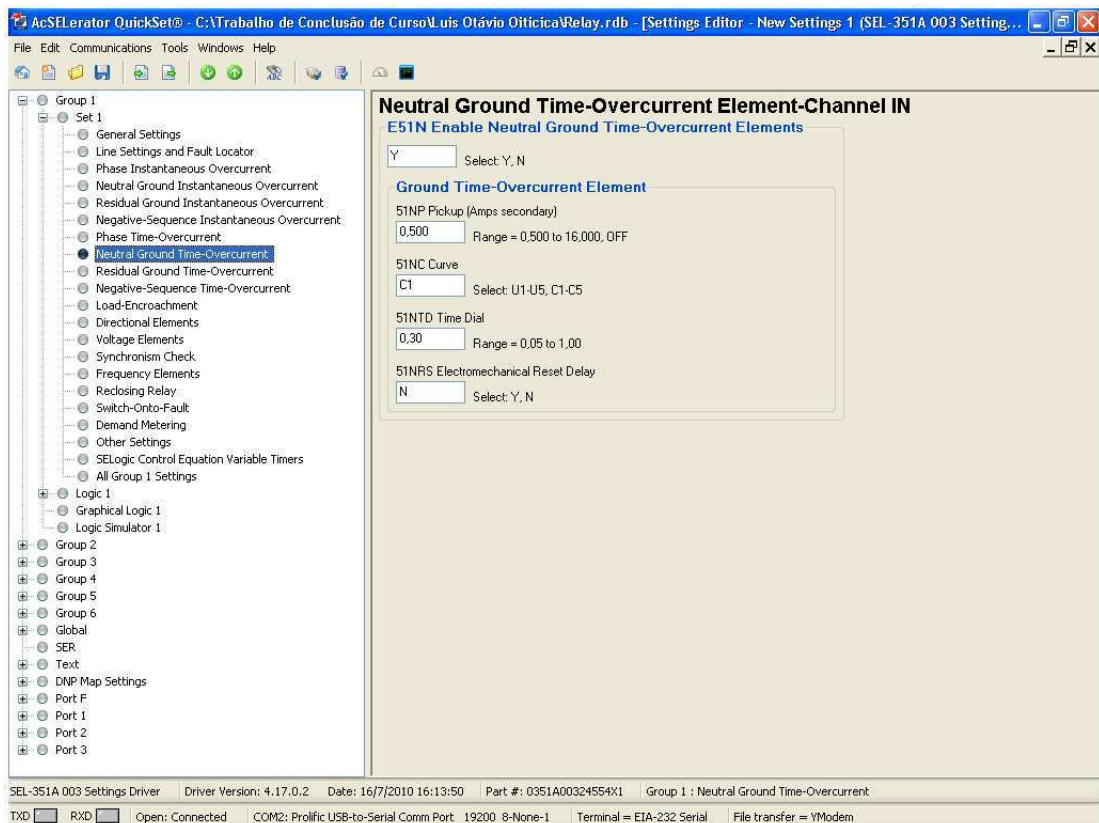 AcSELerator QuickSet® - C:\Trabalho de Conclusão de Curso\Luis Otávio Oiticica\Relay.rdb - [Settings Editor - New Settings 1 (SEL-351A 003 Setting...
File Edit Communications Tools Windows Help
Group 1
Set 1
General Settings
Line Settings and Fault Locator
Phase Instantaneous Overcurrent
Neutral Ground Instantaneous Overcurrent
Residual Ground Instantaneous Overcurrent
Negative-Sequence Instantaneous Overcurrent
Phase Time-Overcurrent
Neutral Ground Time-Overcurrent
Residual Ground Time-Overcurrent
Negative-Sequence Time-Overcurrent
Load-Encroachment
Directional Elements
Voltage Elements
Synchronism Check
Frequency Elements
Reclosing Relay
Switch-Onto-Fault
Demand Metering
Other Settings
SELogic Control Equation Variable Timers
All Group 1 Settings
Logic 1
Graphical Logic 1
Logic Simulator 1
Group 2
Group 3
Group 4
Group 5
Group 6
Global
SER
Text
DNP Map Settings
Port F
Port 1
Port 2
Port 3
Neutral Ground Time-Overcurrent Element-Channel IN
E51N Enable Neutral Ground Time-Overcurrent Elements
Y Select: Y, N
Ground Time-Overcurrent Element
51NP Pickup (Amps secondary)
0,500 Range = 0,500 to 16,000, OFF
51NC Curve
C1 Select: U1-U5, C1-C5
51NTD Time Dial
0,30 Range = 0,05 to 1,00
51NRS Electromechanical Reset Delay
N Select: Y, N
SEL-351A 003 Settings Driver Driver Version: 4.17.0.2 Date: 16/7/2010 16:13:50 Part #: 0351A00324554X1 Group 1 : Neutral Ground Time-Overcurrent
TXD RXD Open: Connected COM2: Prolific USB-to-Serial Comm Port 19200 8-None-1 Terminal = EIA-232 Serial File transfer = YModem